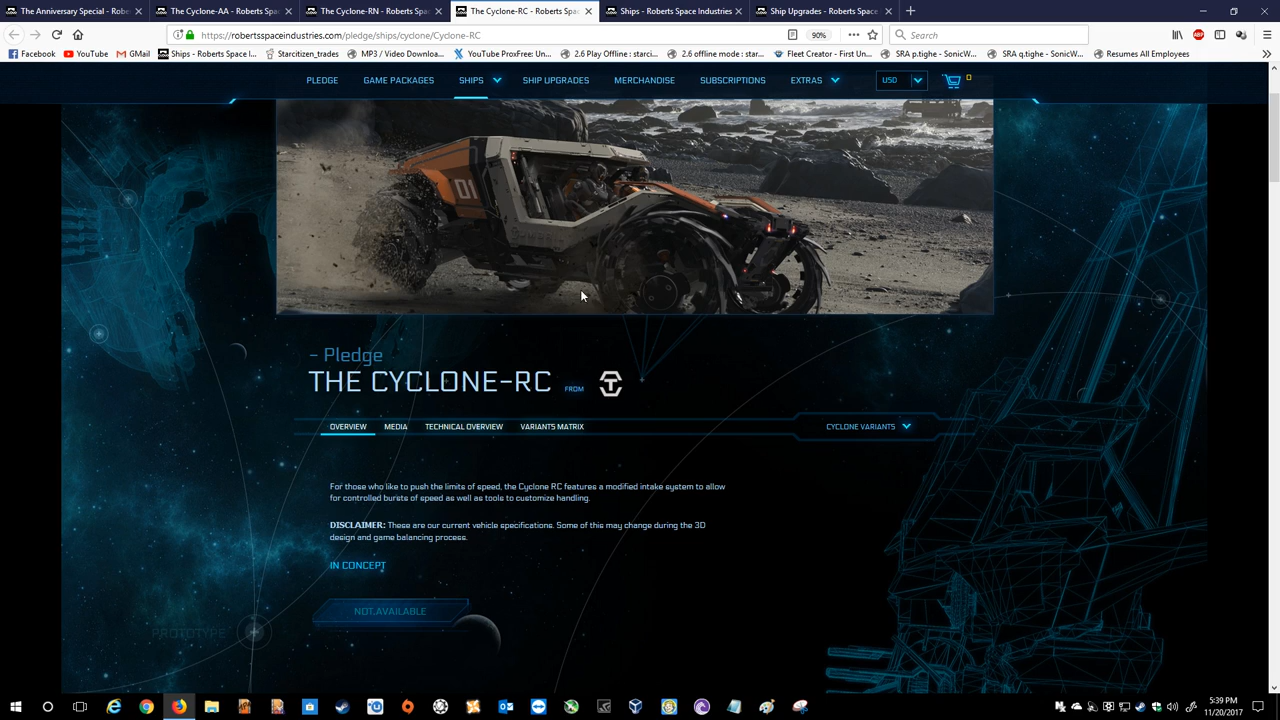 The Anniversary Special - Robe
The Cyclone-AA - Roberts Spac
The Cyclone-RN - Roberts Spac
The Cyclone-RC - Roberts Spac
Ships - Roberts Space Industries
Ship Upgrades - Roberts Space
https://robertsspaceindustries.com/pledge/ships/cyclone/Cyclone-RC
90%
Search
Facebook
YouTube
GMail
Ships - Roberts Space I...
Starcitizen_trades
MP3 / Video Downloa...
YouTube ProxFree: Un...
2.6 Play Offline : starci...
2.6 offline mode : star...
Fleet Creator - First Un...
SRA p.tighe - SonicW...
SRA q.tighe - SonicW...
Resumes All Employees
PLEDGE
GAME PACKAGES
SHIPS
SHIP UPGRADES
MERCHANDISE
SUBSCRIPTIONS
EXTRAS
USD
0
01
- Pledge
THE CYCLONE-RC
FROM
OVERVIEW
MEDIA
TECHNICAL OVERVIEW
VARIANTS MATRIX
CYCLONE VARIANTS
For those who like to push the limits of speed, the Cyclone RC features a modified intake system to allow
for controlled bursts of speed as well as tools to customize handling.
DISCLAIMER: These are our current vehicle specifications. Some of this may change during the 3D
design and game balancing process.
IN CONCEPT
NOT AVAILABLE
PROTOTYPE
5:39 PM
11/20/2017